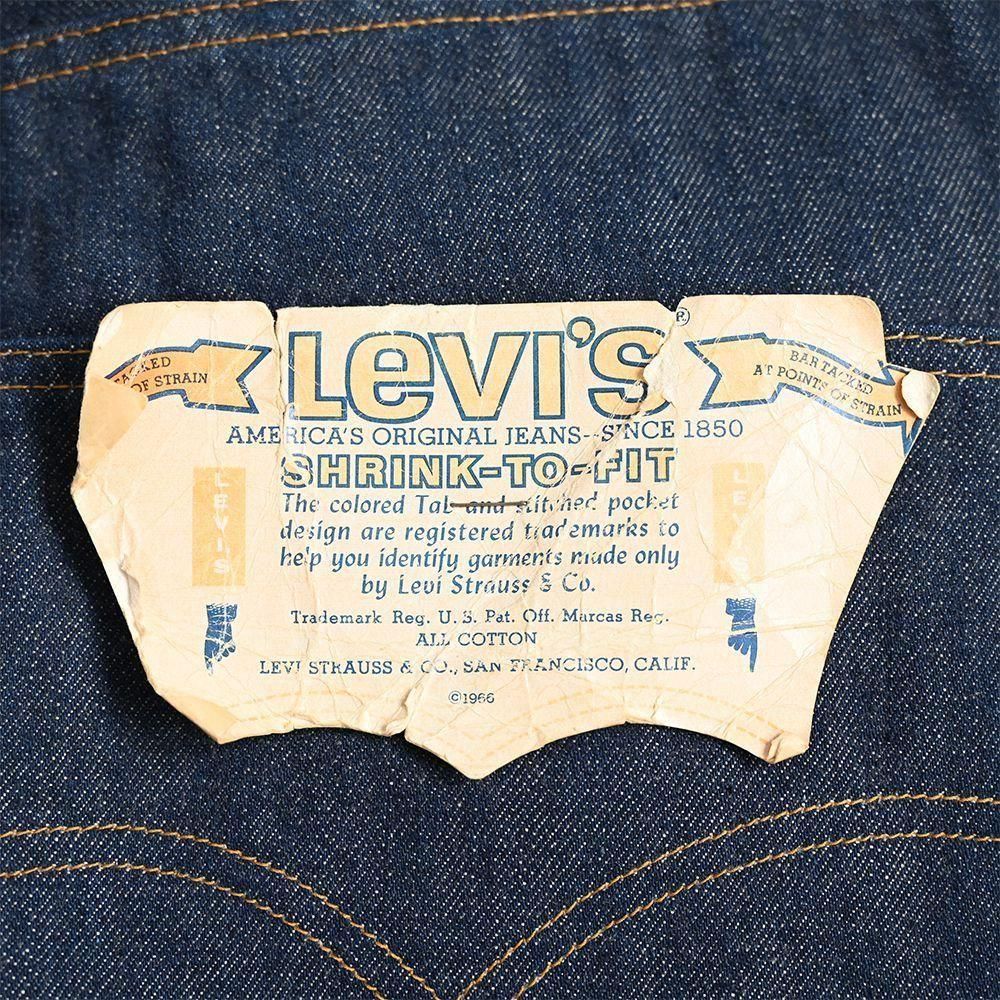 LEVI'S®
ACKED
OF STRAIN
BAR TACKED
AT POINTS OF STRAIN
AMERICA'S ORIGINAL JEANS--SINCE 1850
SHRINK-TO-FIT
The colored Tab and stitched pocket
design are registered trademarks to
help you identify garments made only
by Levi Strauss & Co.
LEVI'S
LEVI'S
Trademark Reg. U. S. Pat. Off. Marcas Reg.
ALL COTTON
LEVI STRAUSS & CO., SAN FRANCISCO, CALIF.
©1966